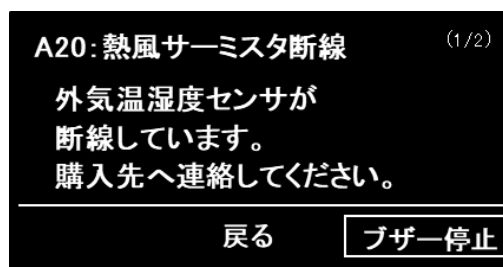 A20:熱風サーミスタ断線 (1/2)
外気温湿度センサが
断線しています。
購入先へ連絡してください。
戻る ブザー停止